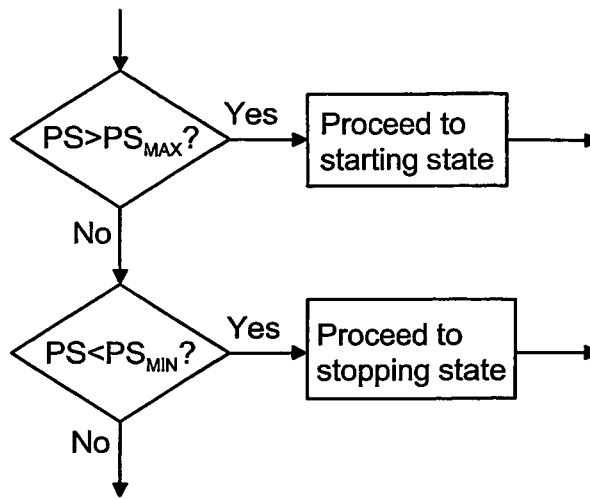 PS>PSMAX?
Yes
Proceed to
starting state
No
PS<PSMIN?
Yes
Proceed to
stopping state
No